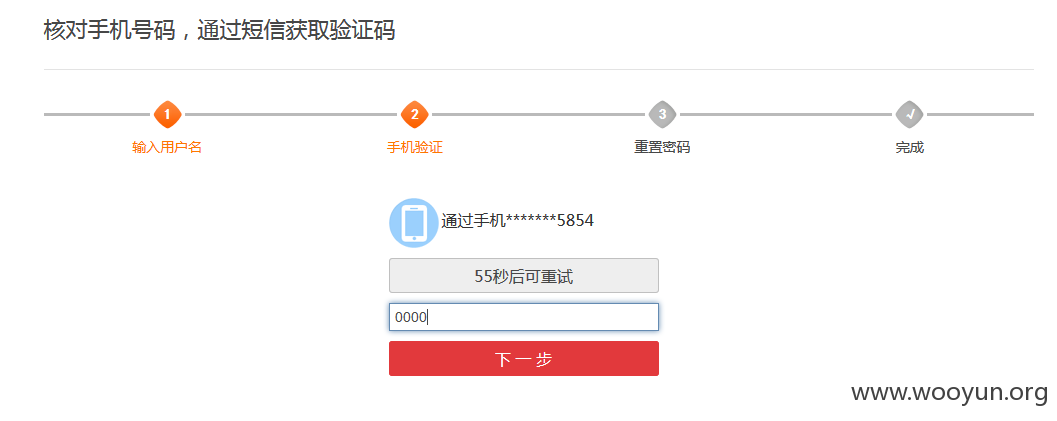 核对手机号码，通过短信获取验证码
1
2
3
输入用户名
手机验证
重置密码
完成
通过手机*******5854
55秒后可重试
0000
下一步
www.wooyun.org